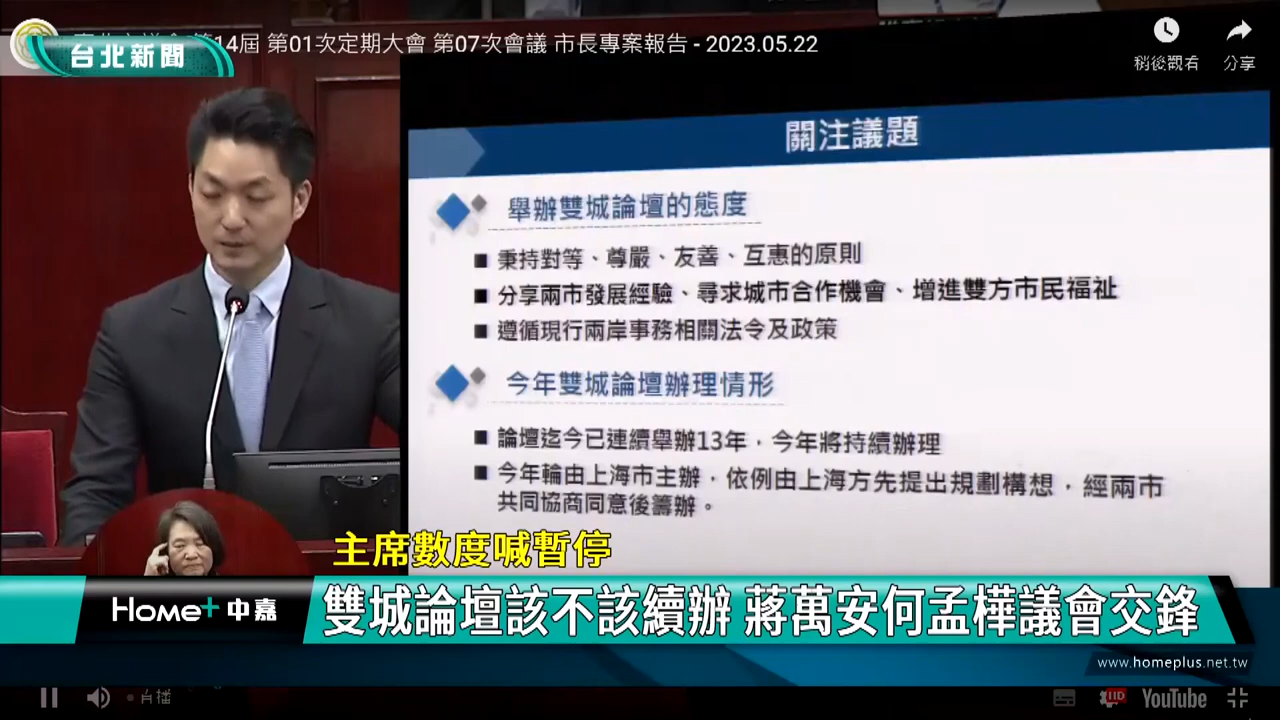 第14屆 第01次定期大會 第07次會議 市長專案報告 - 2023.05.22
台北新聞
稍後觀看
分享
關注議題
舉辦雙城論壇的態度
秉持對等、尊嚴、友善、互惠的原則
分享兩市發展經驗、尋求城市合作機會、增進雙方市民福祉
遵循現行兩岸事務相關法令及政策
今年雙城論壇辦理情形
論壇迄今已連續舉辦13年，今年將持續辦理
今年輪由上海市主辦，依例由上海方先提出規劃構想，經兩市
共同協商同意後籌辦。
主席數度喊暫停
Home+ 中嘉
雙城論壇該不該續辦 蔣萬安何孟樺議會交鋒
www.homeplus.net.tw
直播
HD
YouTube